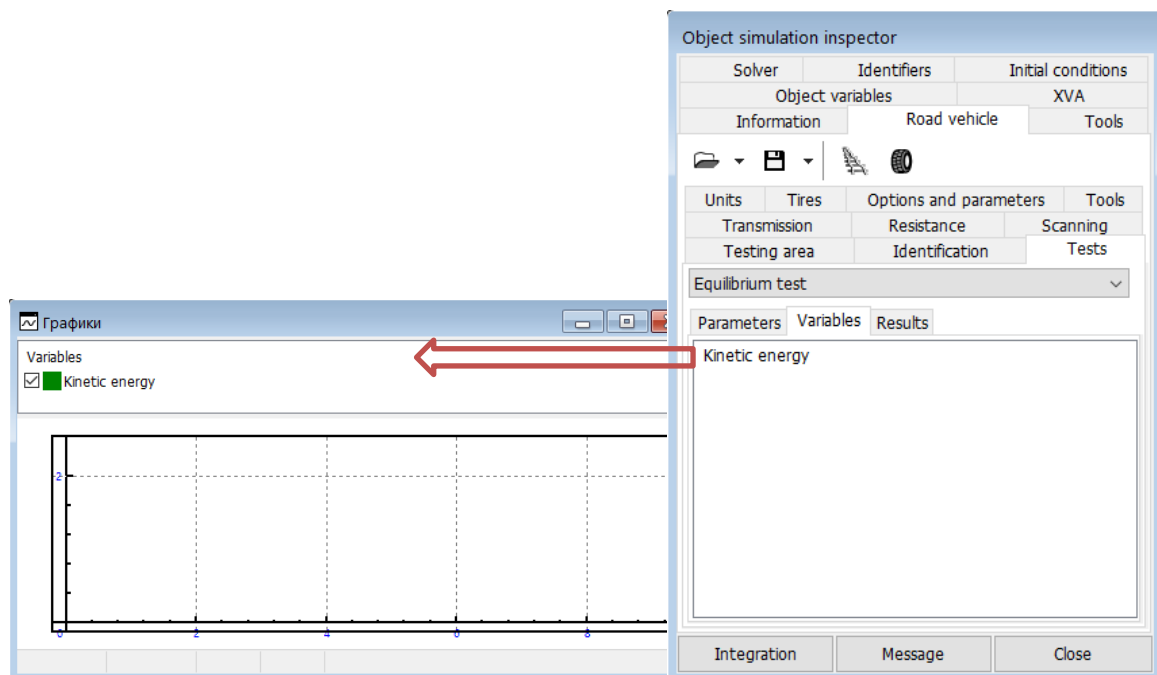 Object simulation inspector
Solver Identifiers Initial conditions
Object variables XVA
Information Road vehicle Tools
Units Tires Options and parameters Tools
Transmission Resistance Scanning
Testing area Identification Tests
Equilibrium test
Parameters Variables Results
Kinetic energy
Integration Message Close
Графики
Variables
Kinetic energy
2
0 2 4 6 8